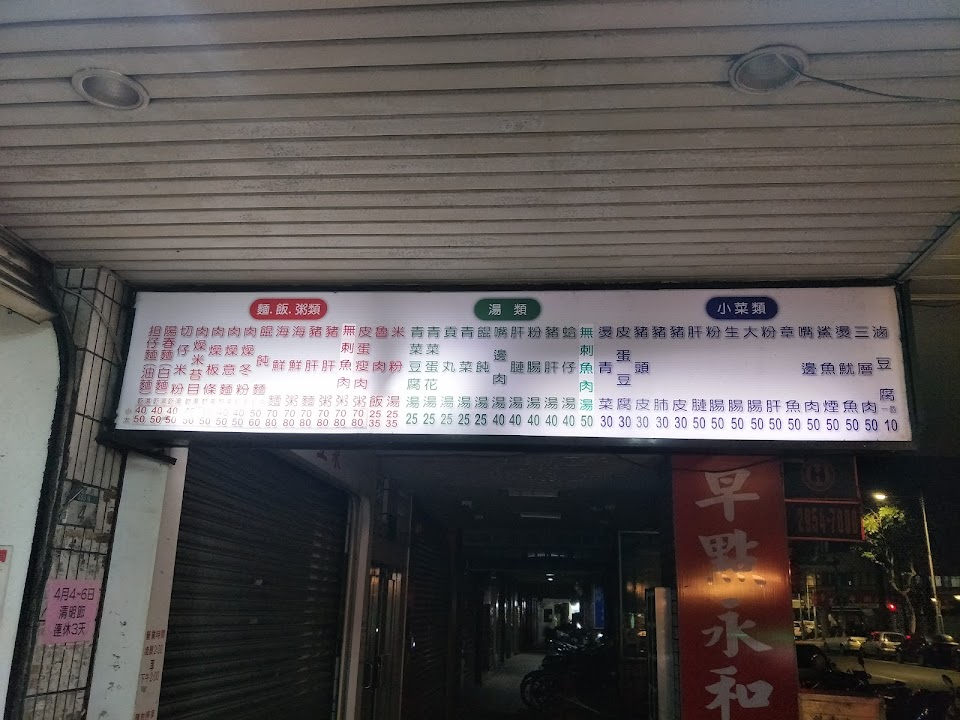 麵.飯.粥類
担仔麵油麵 40 50
陽春麵白麵 40 50
切仔米粉 40 50
肉燥米苔目 40 50
肉燥板條 40 50
肉燥意麵 40 50
肉燥冬粉 40 50
餛飩麵 50 60
海鮮麵 70 80
海鮮粥 70 80
豬肝麵 70 80
豬肝粥 70 80
無刺魚肉粥 70 80
皮蛋瘦肉粥 70 80
魯肉飯 25 35
米粉湯 25 35
湯類
青菜豆腐湯 25
青菜蛋花湯 25
貢丸湯 25
青菜湯 25
餛飩湯 25
嘴邊肉湯 40
肝腱湯 40
粉腸湯 40
豬肝湯 40
蛤仔湯 40
無刺魚肉湯 50
小菜類
燙青菜 30
皮蛋豆腐 30
豬頭皮 30
豬肺 30
豬皮 30
肝腱 50
粉腸 50
生腸 50
大腸 50
粉肝 50
章魚 50
嘴邊肉 50
鯊魚煙 50
燙魷魚 50
三層肉 50
滷豆腐 10
早點永和
4月4~6日
清明節
連休3天
營業時間